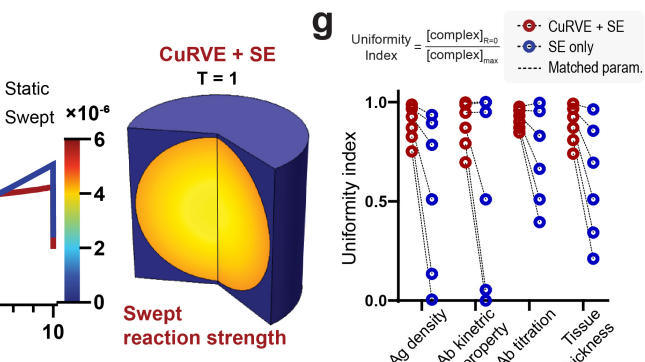 g
Uniformity
Index
= [complex]R=0
[complex]max
CuRVE + SE
SE only
Matched param.
Static
Swept
×10-6
6
4
2
0
10
CuRVE + SE
T = 1
Swept
reaction strength
Uniformity index
1.0
0.5
0.0
Ag density
Ab kinetric
property
Ab titration
Tissue